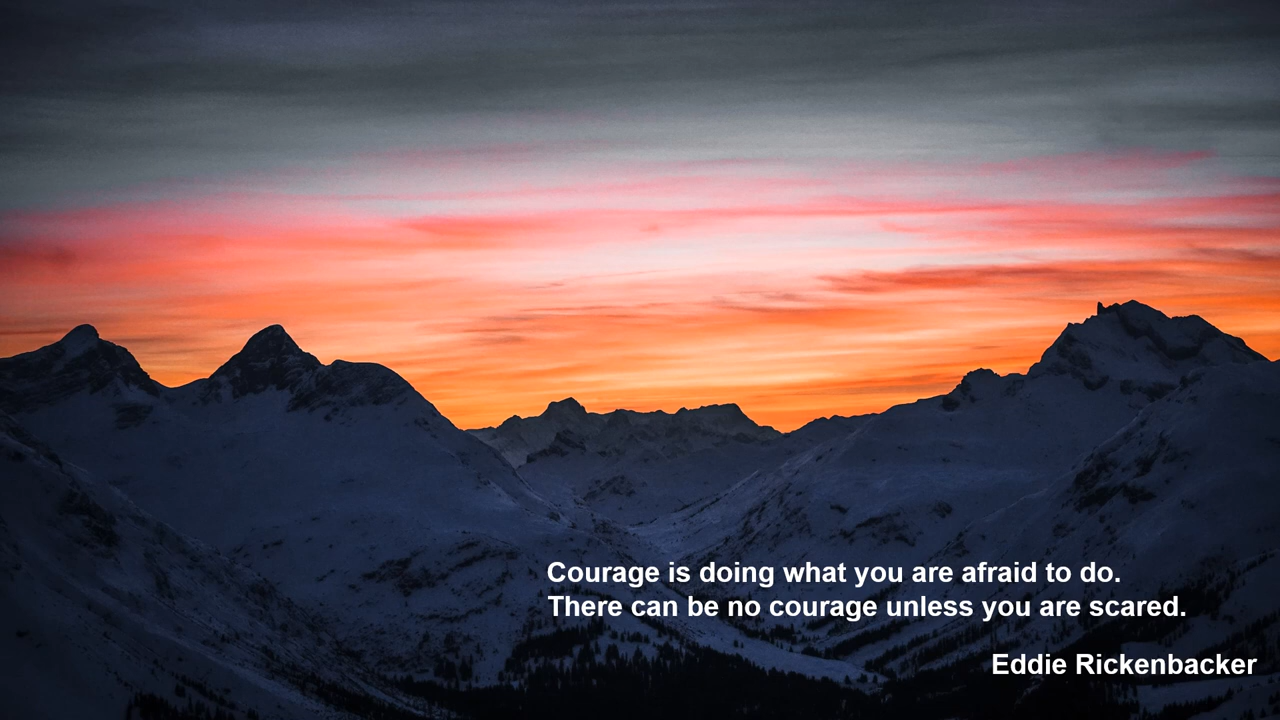 Courage is doing what you are afraid to do.
There can be no courage unless you are scared.
Eddie Rickenbacker